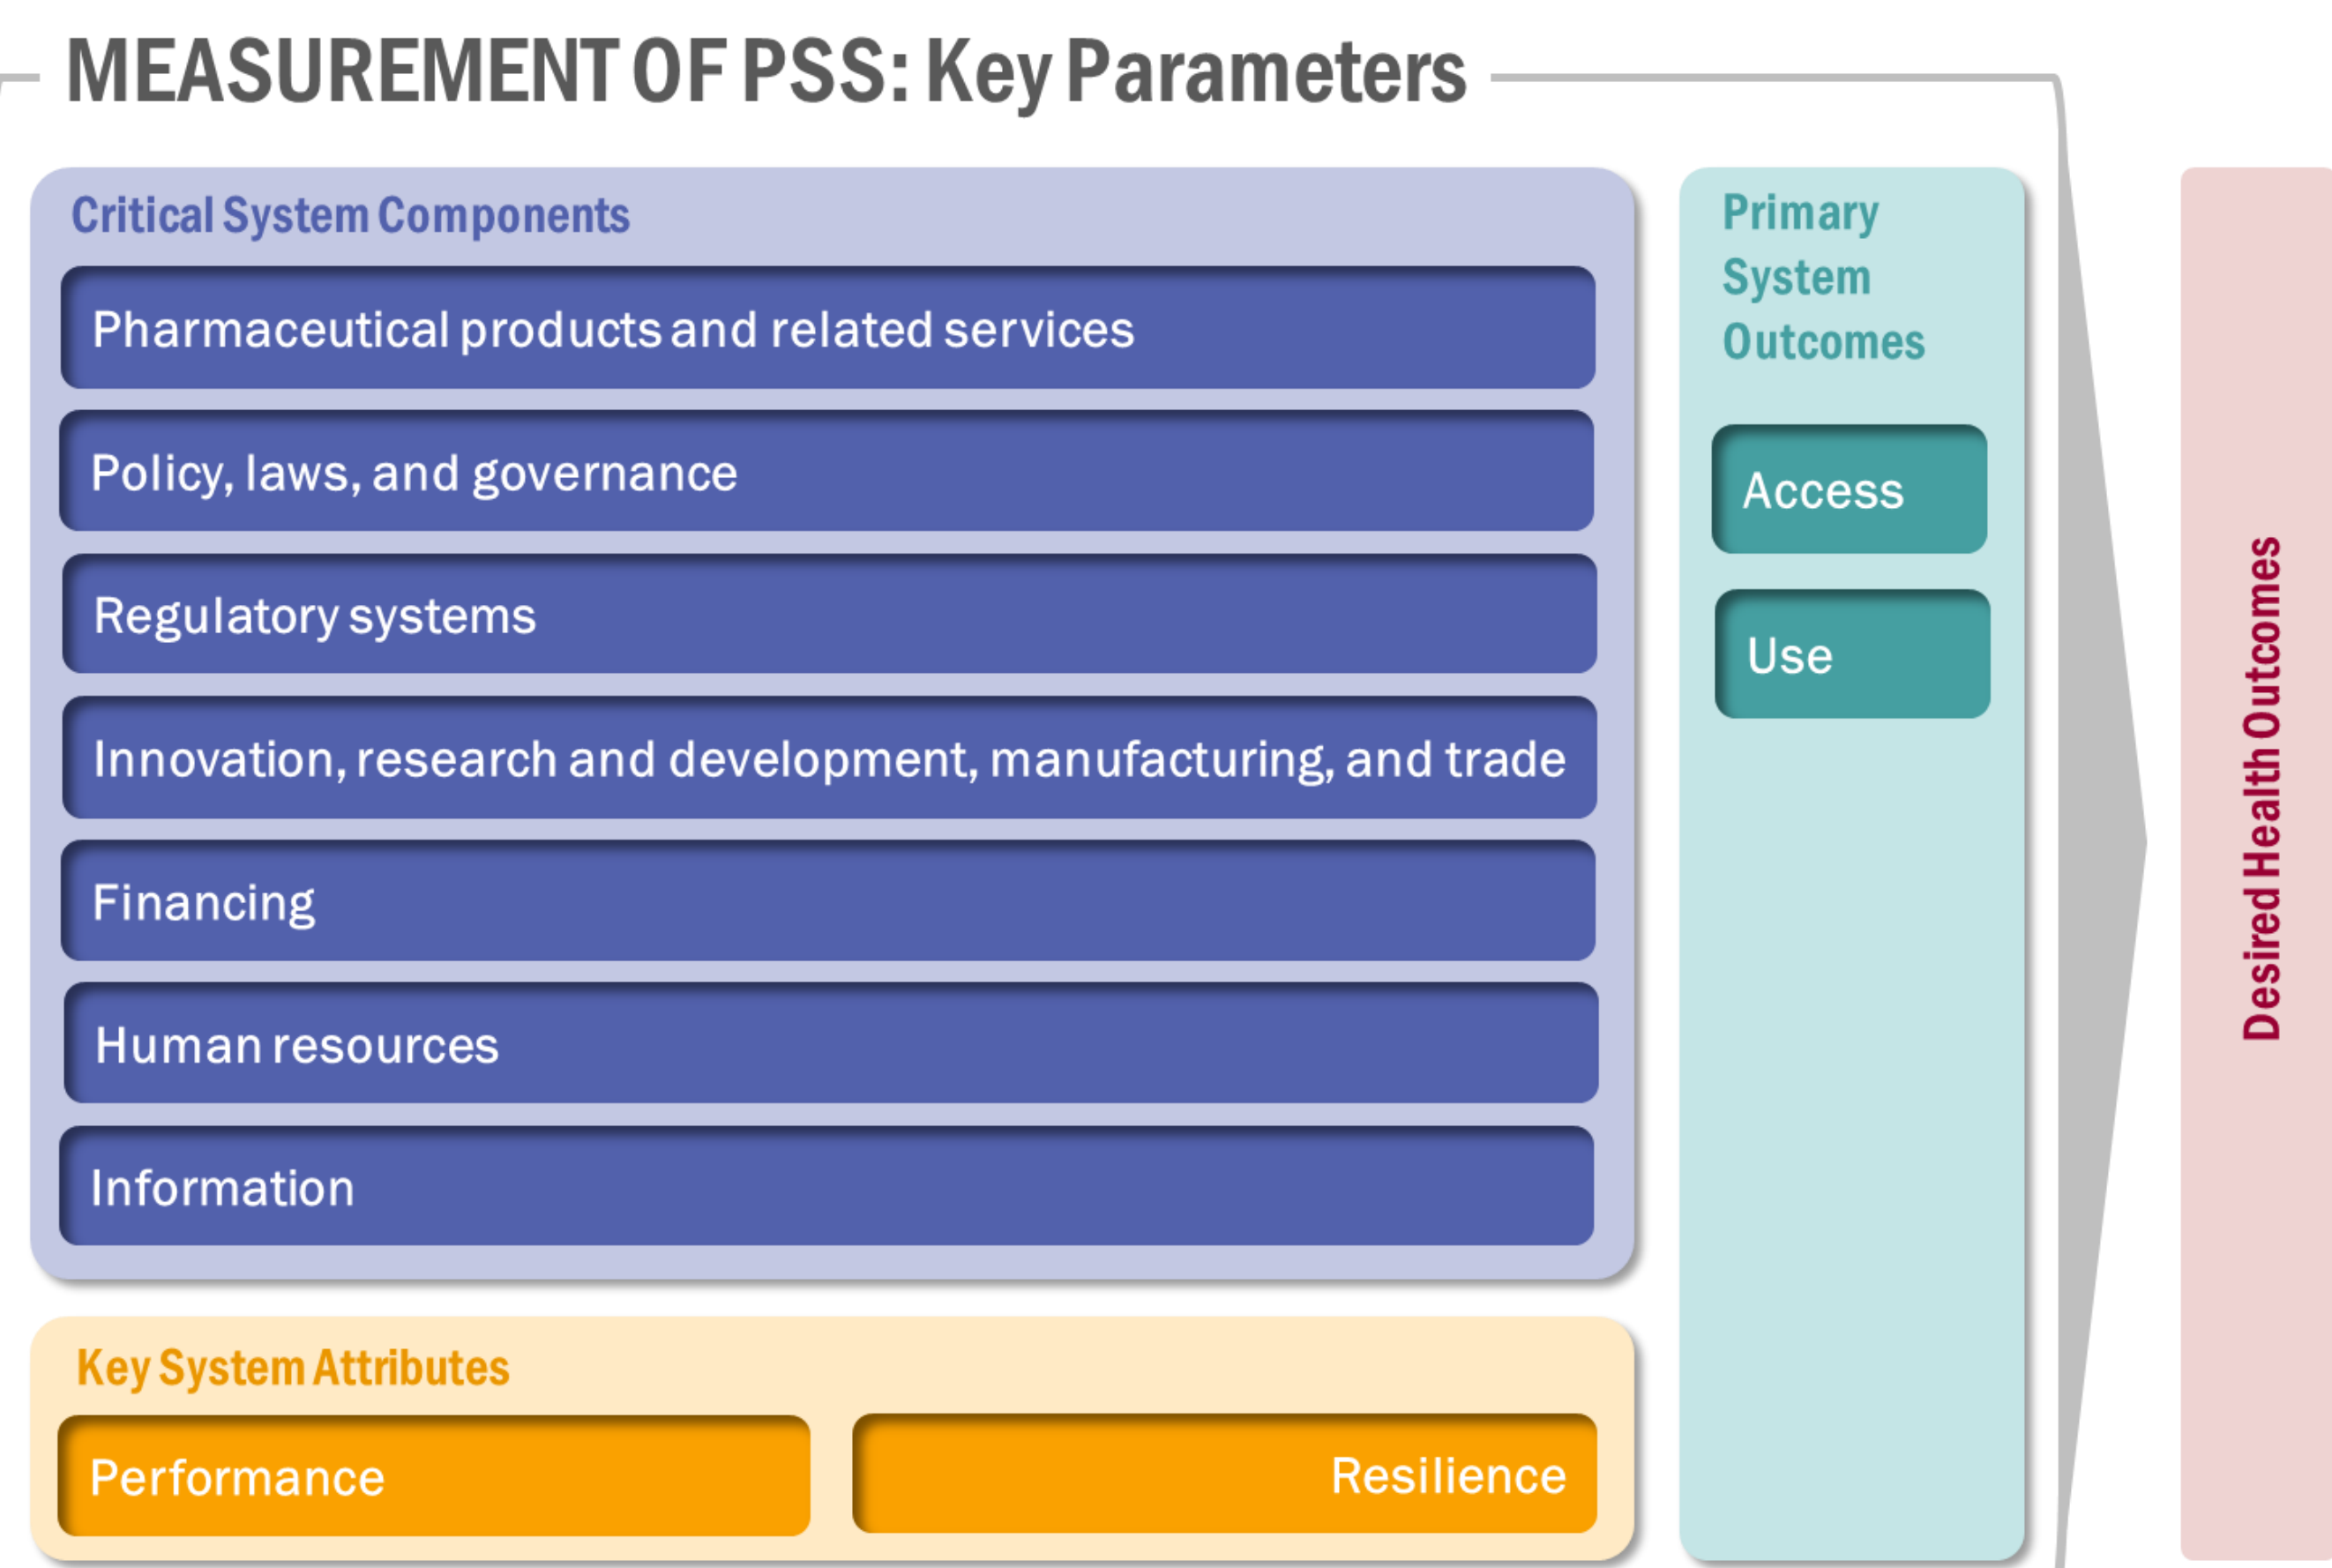 MEASUREMENT OF PSS: Key Parameters
Critical System Components
Pharmaceutical products and related services
Policy, laws, and governance
Regulatory systems
Innovation, research and development, manufacturing, and trade
Financing
Human resources
Information
Key System Attributes
Performance
Resilience
Primary
System
Outcomes
Access
Use
Desired Health Outcomes